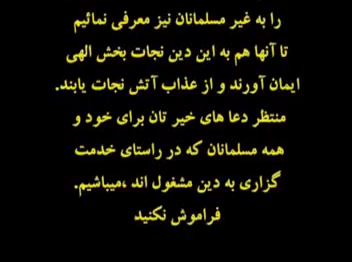 را به غیر مسلمانان نیز معرفی نمائیم
تا آنها هم به این دین نجات بخش الهی
ایمان آورند و از عذاب آتش نجات یابند.
منتظر دعا های خیر تان برای خود و
همه مسلمانان که در راستای خدمت
گزاری به دین مشغول اند ،میباشیم.
فراموش نکنید